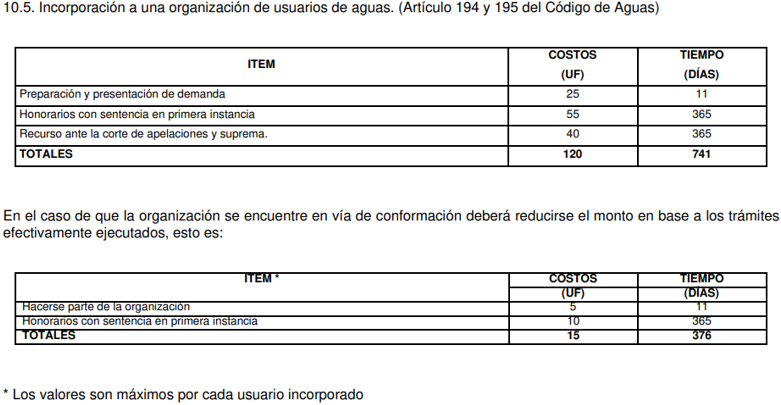 10.5. Incorporación a una organización de usuarios de aguas. (Artículo 194 y 195 del Código de Aguas)
ITEM COSTOS (UF) TIEMPO (DÍAS)
Preparación y presentación de demanda 25 11
Honorarios con sentencia en primera instancia 55 365
Recurso ante la corte de apelaciones y suprema. 40 365
TOTALES 120 741
En el caso de que la organización se encuentre en vía de conformación deberá reducirse el monto en base a los trámites
efectivamente ejecutados, esto es:
ITEM * COSTOS TIEMPO
(UF) (DÍAS)
Hacerse parte de la organización 5 11
Honorarios con sentencia en primera instancia 10 365
TOTALES 15 376
* Los valores son máximos por cada usuario incorporado